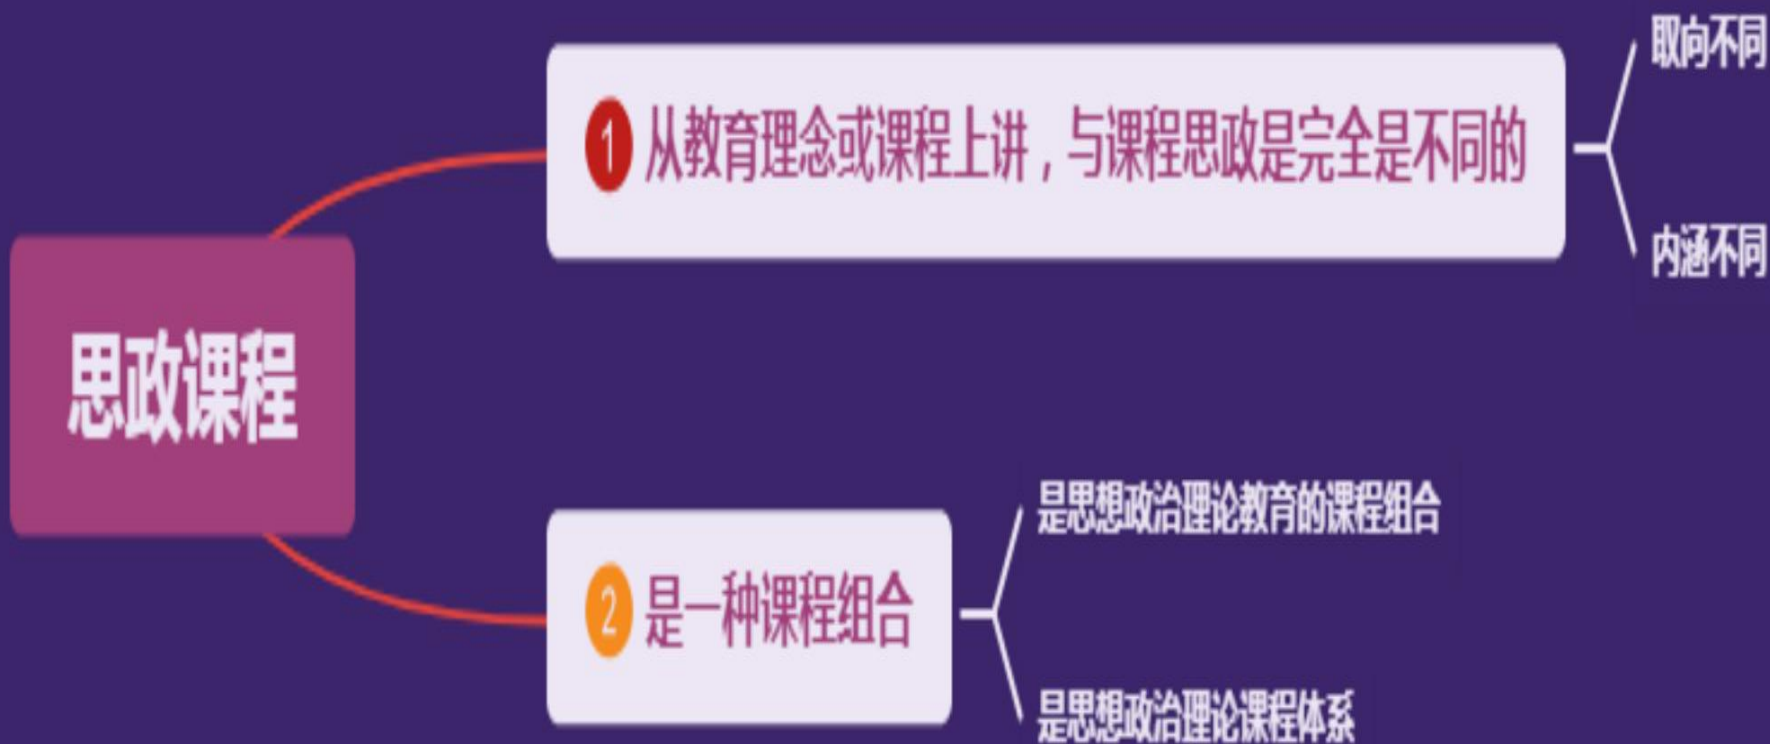 思政课程
1 从教育理念或课程上讲，与课程思政是完全是不同的
取向不同
内涵不同
2 是一种课程组合
是思想政治理论教育的课程组合
是思想政治理论课程体系